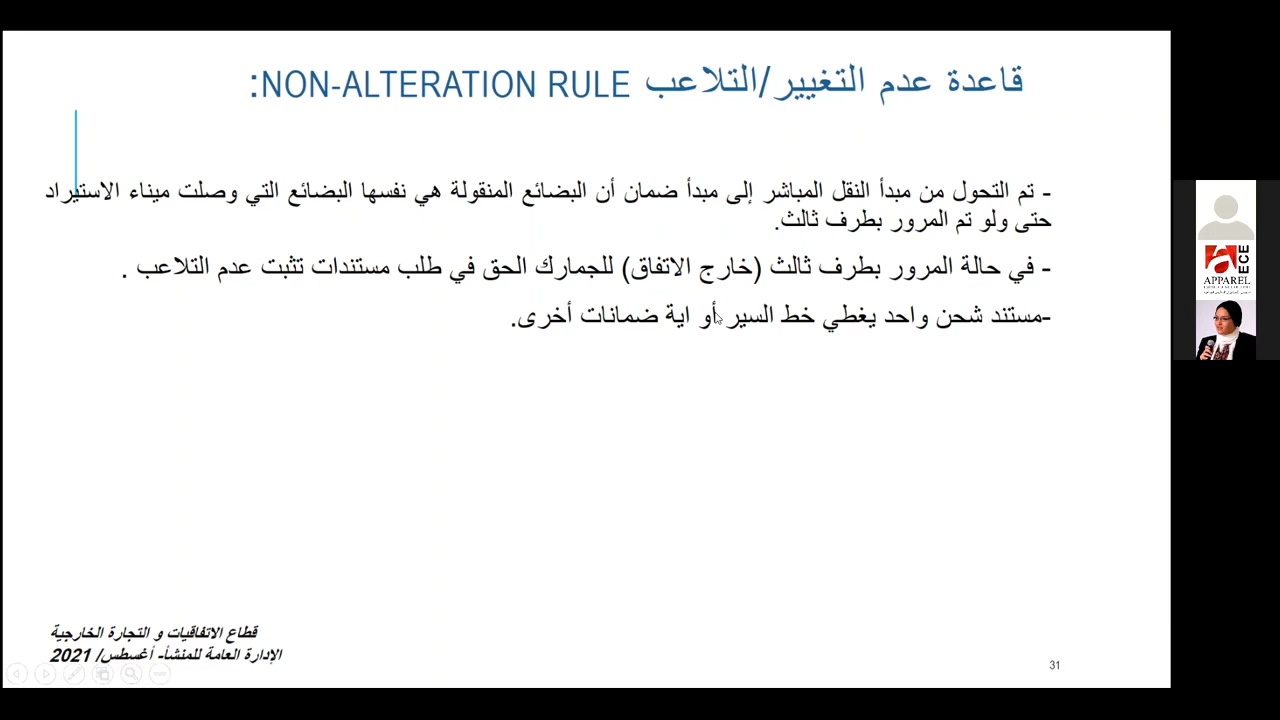 قاعدة عدم التغيير/التلاعب NON-ALTERATION RULE:
- تم التحول من مبدأ النقل المباشر إلى مبدأ ضمان أن البضائع المنقولة هي نفسها البضائع التي وصلت ميناء الاستيراد
حتى ولو تم المرور بطرف ثالث.
- في حالة المرور بطرف ثالث (خارج الاتفاق) للجمارك الحق في طلب مستندات تثبت عدم التلاعب .
-مستند شحن واحد يغطي خط السير أو اية ضمانات أخرى.
قطاع الاتفاقيات و التجارة الخارجية
الإدارة العامة للمنشأ- أغسطس/ 2021
31
ECE
APPAREL